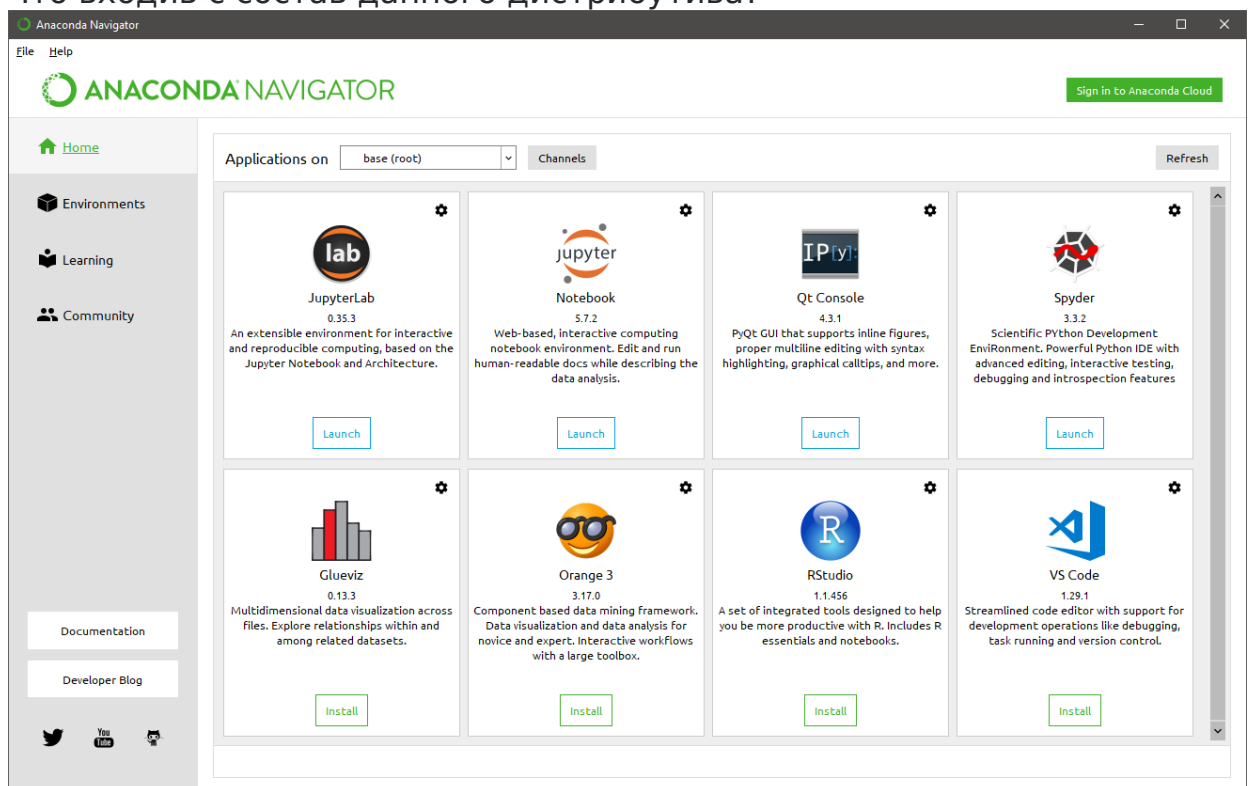 что входив с состав данного дистрибутива?
Anaconda Navigator
File Help
ANACONDA NAVIGATOR
Sign in to Anaconda Cloud
Home
Environments
Learning
Community
Documentation
Developer Blog
You
Tube
Applications on base (root) Channels Refresh
lab
JupyterLab
0.35.3
An extensible environment for interactive
and reproducible computing, based on the
Jupyter Notebook and Architecture.
Launch
jupyter
Notebook
5.7.2
Web-based, interactive computing
notebook environment. Edit and run
human-readable docs while describing the
data analysis.
Launch
IP[y]:
Qt Console
4.3.1
PyQt GUI that supports inline figures,
proper multiline editing with syntax
highlighting, graphical calltips, and more.
Launch
Spyder
3.3.2
Scientific PYthon Development
EnviRonment. Powerful Python IDE with
advanced editing, interactive testing,
debugging and introspection features
Launch
Glueviz
0.13.3
Multidimensional data visualization across
files. Explore relationships within and
among related datasets.
Install
Orange 3
3.17.0
Component based data mining framework.
Data visualization and data analysis for
novice and expert. Interactive workflows
with a large toolbox.
Install
R
RStudio
1.1.456
A set of integrated tools designed to help
you be more productive with R. Includes R
essentials and notebooks.
Install
VS Code
1.29.1
Streamlined code editor with support for
development operations like debugging,
task running and version control.
Install